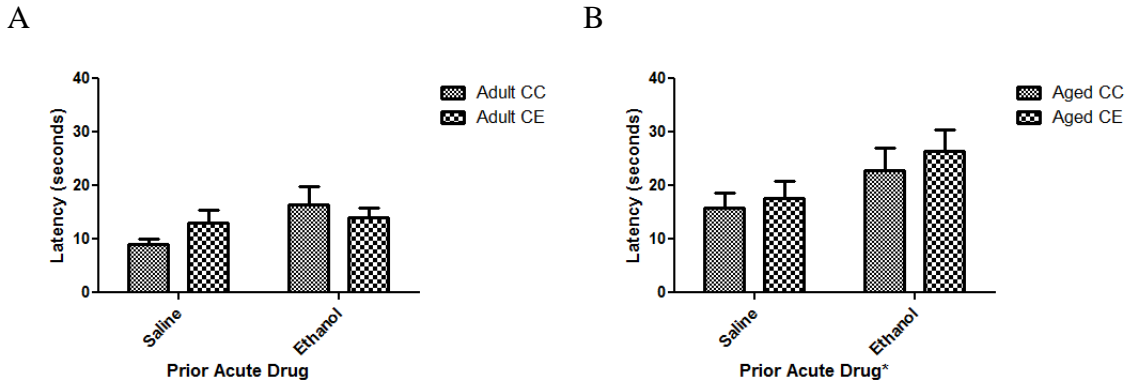 A
Latency (seconds)
40
30
20
10
0
Saline
Ethanol
Prior Acute Drug
Adult CC
Adult CE
B
Latency (seconds)
40
30
20
10
0
Saline
Ethanol
Prior Acute Drug*
Aged CC
Aged CE